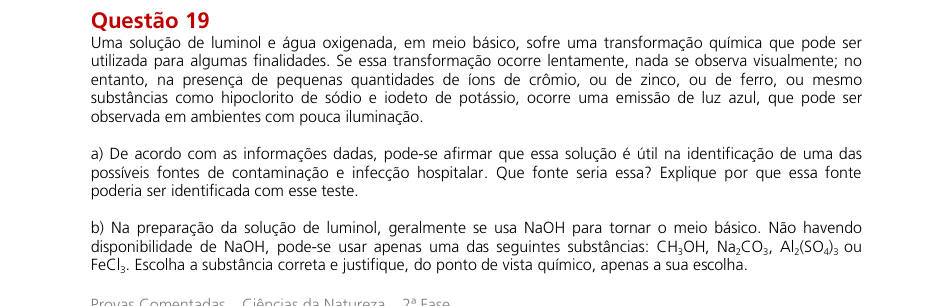 Questão 19
Uma solução de luminol e água oxigenada, em meio básico, sofre uma transformação química que pode ser
utilizada para algumas finalidades. Se essa transformação ocorre lentamente, nada se observa visualmente; no
entanto, na presença de pequenas quantidades de íons de crômio, ou de zinco, ou de ferro, ou mesmo
substâncias como hipoclorito de sódio e iodeto de potássio, ocorre uma emissão de luz azul, que pode ser
observada em ambientes com pouca iluminação.
a) De acordo com as informações dadas, pode-se afirmar que essa solução é útil na identificação de uma das
possíveis fontes de contaminação e infecção hospitalar. Que fonte seria essa? Explique por que essa fonte
poderia ser identificada com esse teste.
b) Na preparação da solução de luminol, geralmente se usa NaOH para tornar o meio básico. Não havendo
disponibilidade de NaOH, pode-se usar apenas uma das seguintes substâncias: CH₃OH, Na₂CO₃, Al₂(SO₄)₃ ou
FeCl₃. Escolha a substância correta e justifique, do ponto de vista químico, apenas a sua escolha.
Provas Comentadas Ciências da Natureza 2ª Fase